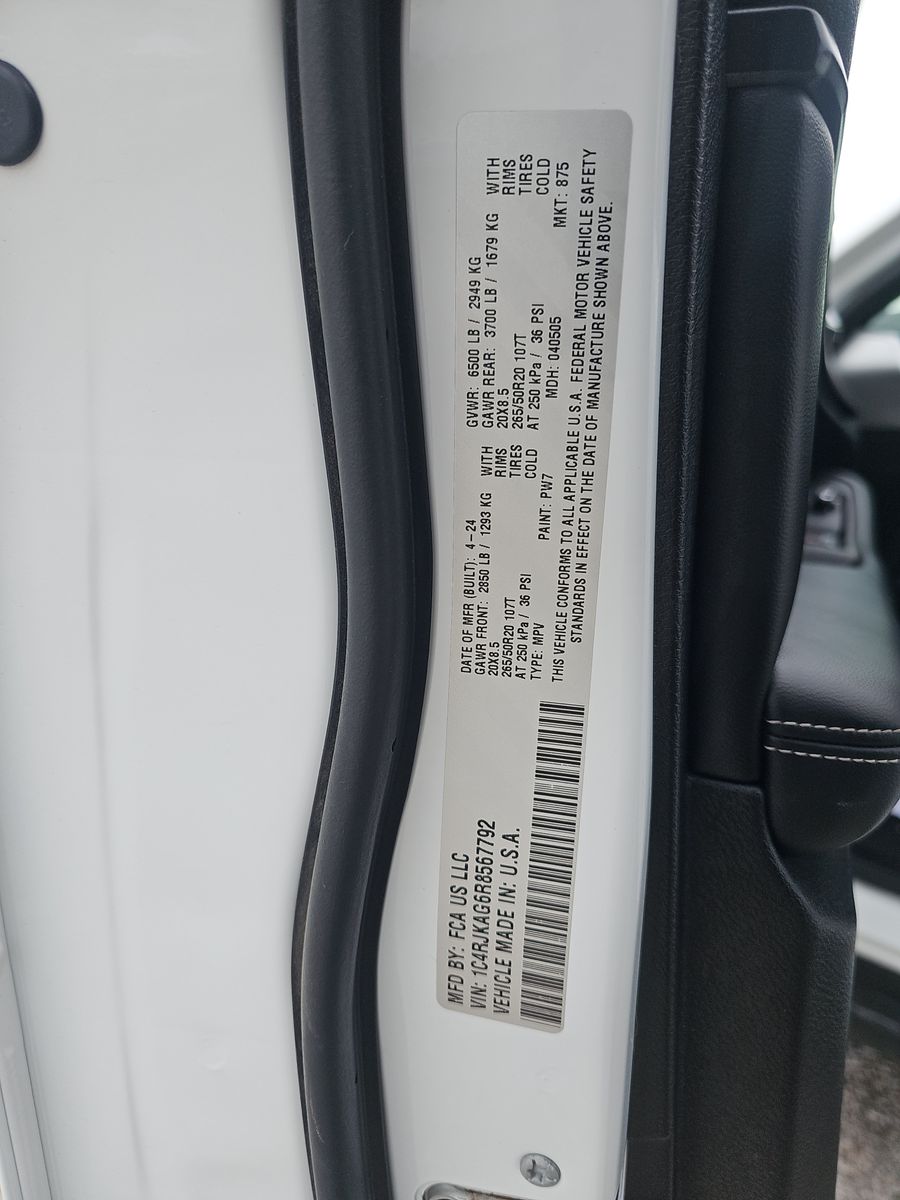 MFD BY: FCA US LLC
VIN: 1C4RJKAG6R8567792
VEHICLE MADE IN: U.S.A.
DATE OF MFR (BUILT): 4-24 GVWR: 6500 LB / 2949 KG
GAWR FRONT: 2850 LB / 1293 KG WITH GAWR REAR: 3700 LB / 1679 KG WITH
20X8.5 RIMS 20X8.5 RIMS
265/50R20 107T TIRES 265/50R20 107T TIRES
AT 250 kPa / 36 PSI COLD AT 250 kPa / 36 PSI COLD
TYPE: MPV PAINT: PW7 MDH: 040505 MKT: 875
THIS VEHICLE CONFORMS TO ALL APPLICABLE U.S.A. FEDERAL MOTOR VEHICLE SAFETY
STANDARDS IN EFFECT ON THE DATE OF MANUFACTURE SHOWN ABOVE.